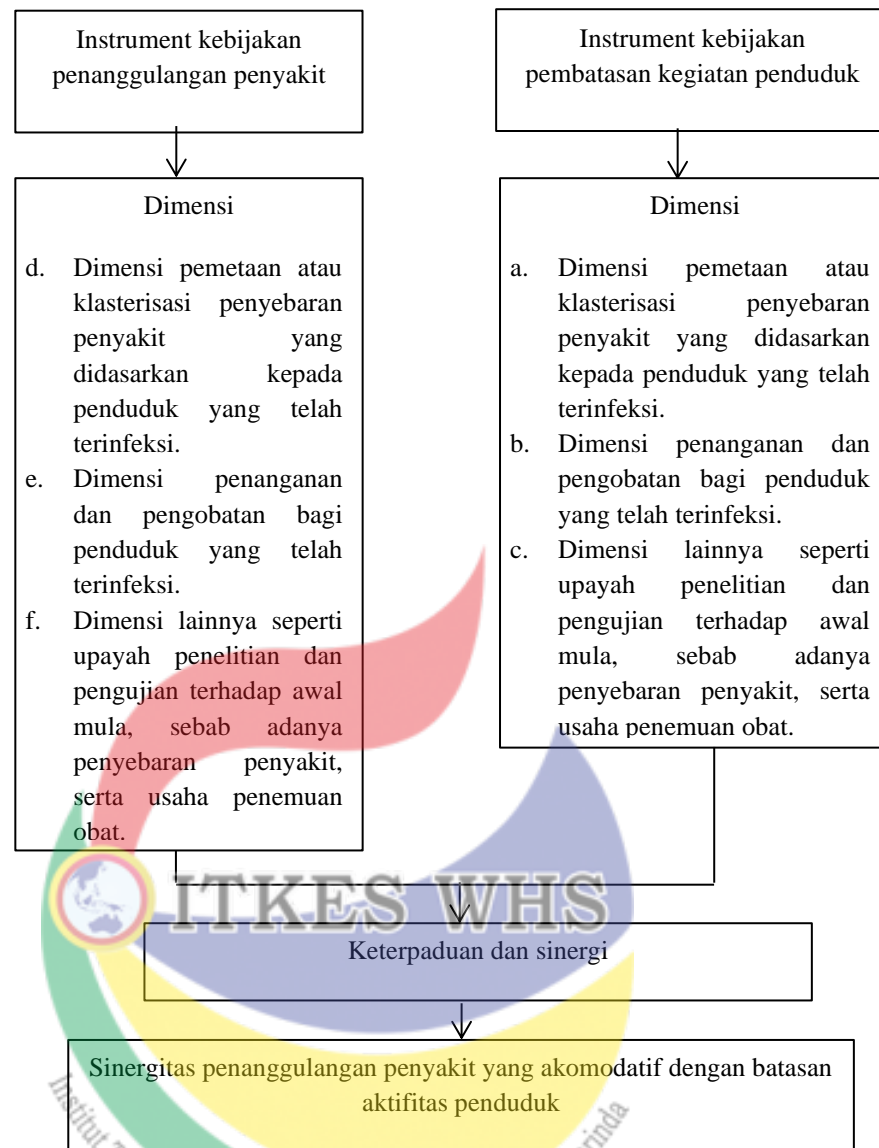 Instrument kebijakan
penanggulangan penyakit
Instrument kebijakan
pembatasan kegiatan penduduk
Dimensi
d. Dimensi pemetaan atau
klasterisasi penyebaran
penyakit yang
didasarkan kepada
penduduk yang telah
terinfeksi.
e. Dimensi penanganan
dan pengobatan bagi
penduduk yang telah
terinfeksi.
f. Dimensi lainnya seperti
upayah penelitian dan
pengujian terhadap awal
mula, sebab adanya
penyebaran penyakit,
serta usaha penemuan
obat.
Dimensi
a. Dimensi pemetaan atau
klasterisasi penyebaran
penyakit yang didasarkan
kepada penduduk yang telah
terinfeksi.
b. Dimensi penanganan dan
pengobatan bagi penduduk
yang telah terinfeksi.
c. Dimensi lainnya seperti
upayah penelitian dan
pengujian terhadap awal
mula, sebab adanya
penyebaran penyakit, serta
usaha penemuan obat.
ITKES WHS
Keterpaduan dan sinergi
Sinergitas penanggulangan penyakit yang akomodatif dengan batasan
aktifitas penduduk
Institut